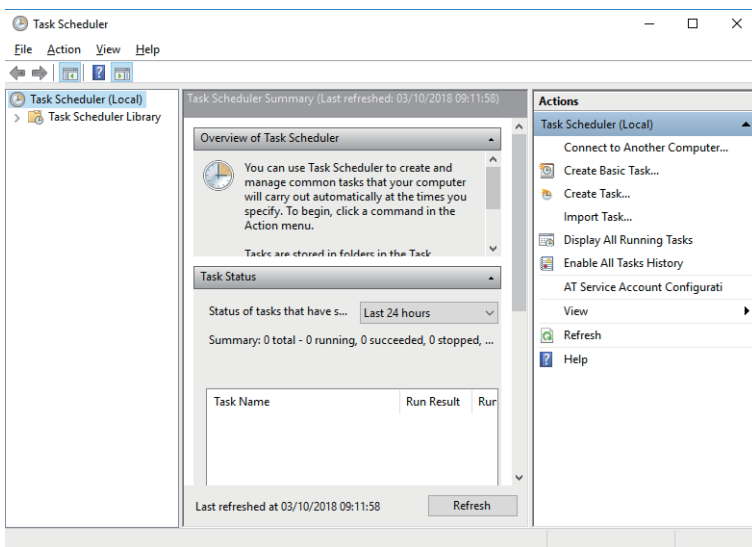 Task Scheduler
File Action View Help
Task Scheduler (Local)
Task Scheduler Library
Task Scheduler Summary (Last refreshed: 03/10/2018 09:11:58)
Overview of Task Scheduler
You can use Task Scheduler to create and
manage common tasks that your computer
will carry out automatically at the times you
specify. To begin, click a command in the
Action menu.
Tasks are stored in folders in the Task
Task Status
Status of tasks that have s... Last 24 hours
Summary: 0 total - 0 running, 0 succeeded, 0 stopped, ...
Task Name Run Result Rur
Last refreshed at 03/10/2018 09:11:58 Refresh
Actions
Task Scheduler (Local)
Connect to Another Computer...
Create Basic Task...
Create Task...
Import Task...
Display All Running Tasks
Enable All Tasks History
AT Service Account Configurati
View
Refresh
Help